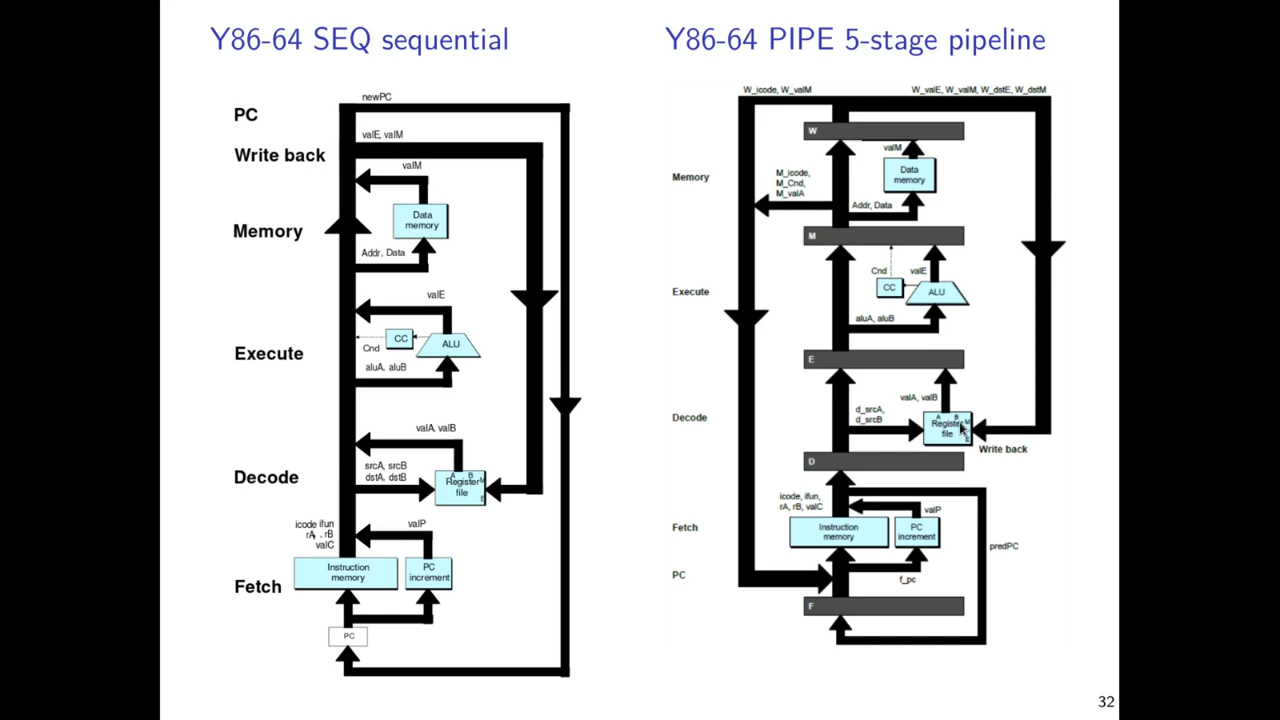 Y86-64 SEQ sequential
newPC
PC
valE, valM
Write back
valM
Data
memory
Memory
Addr, Data
valE
CC
ALU
Cnd
Execute
aluA, aluB
valA, valB
srcA, srcB
dstA, dstB
A B M
Register
file
E
Decode
icode ifun
rA , rB
valC
valP
Instruction
memory
PC
increment
Fetch
PC
Y86-64 PIPE 5-stage pipeline
W_icode, W_valM
W_valE, W_valM, W_dstE, W_dstM
W
valM
Data
memory
Memory
M_icode,
M_Cnd,
M_valA
Addr, Data
M
Cnd
valE
CC
ALU
Execute
aluA, aluB
E
valA, valB
d_srcA,
d_srcB
A B M
Register
file
E
Decode
Write back
D
icode, ifun,
rA, rB, valC
valP
Instruction
memory
PC
increment
Fetch
predPC
PC
f_pc
F
32